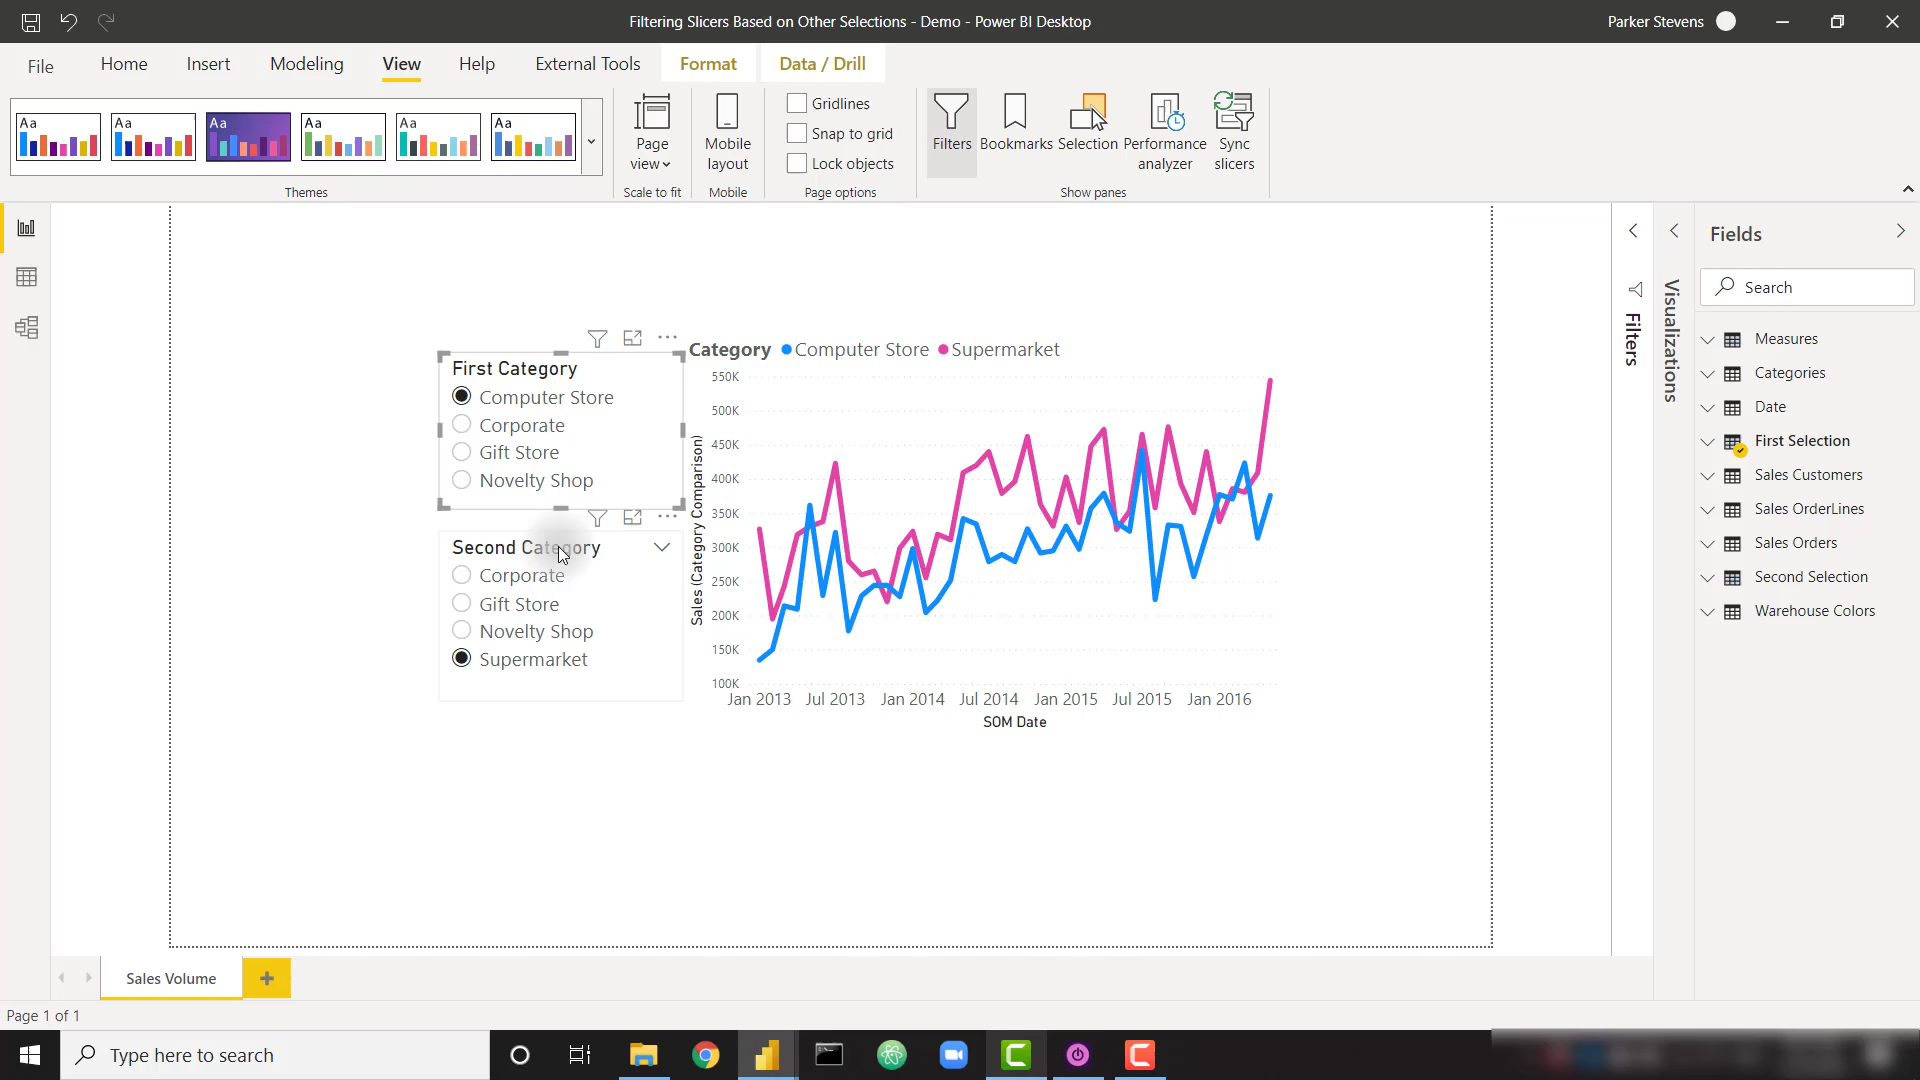 Filtering Slicers Based on Other Selections - Demo - Power BI Desktop
Parker Stevens
File
Home
Insert
Modeling
View
Help
External Tools
Format
Data / Drill
Aa
Aa
Aa
Aa
Aa
Aa
Themes
Page
view
Scale to fit
Mobile
layout
Mobile
Gridlines
Snap to grid
Lock objects
Page options
Filters
Bookmarks
Selection
Performance
analyzer
Sync
slicers
Show panes
First Category
Computer Store
Corporate
Gift Store
Novelty Shop
Second Category
Corporate
Gift Store
Novelty Shop
Supermarket
Category Computer Store Supermarket
Sales (Category Comparison)
550K
500K
450K
400K
350K
300K
250K
200K
150K
100K
Jan 2013 Jul 2013 Jan 2014 Jul 2014 Jan 2015 Jul 2015 Jan 2016
SOM Date
Filters
Visualizations
Fields
Search
Measures
Categories
Date
First Selection
Sales Customers
Sales OrderLines
Sales Orders
Second Selection
Warehouse Colors
Sales Volume
Page 1 of 1
Type here to search